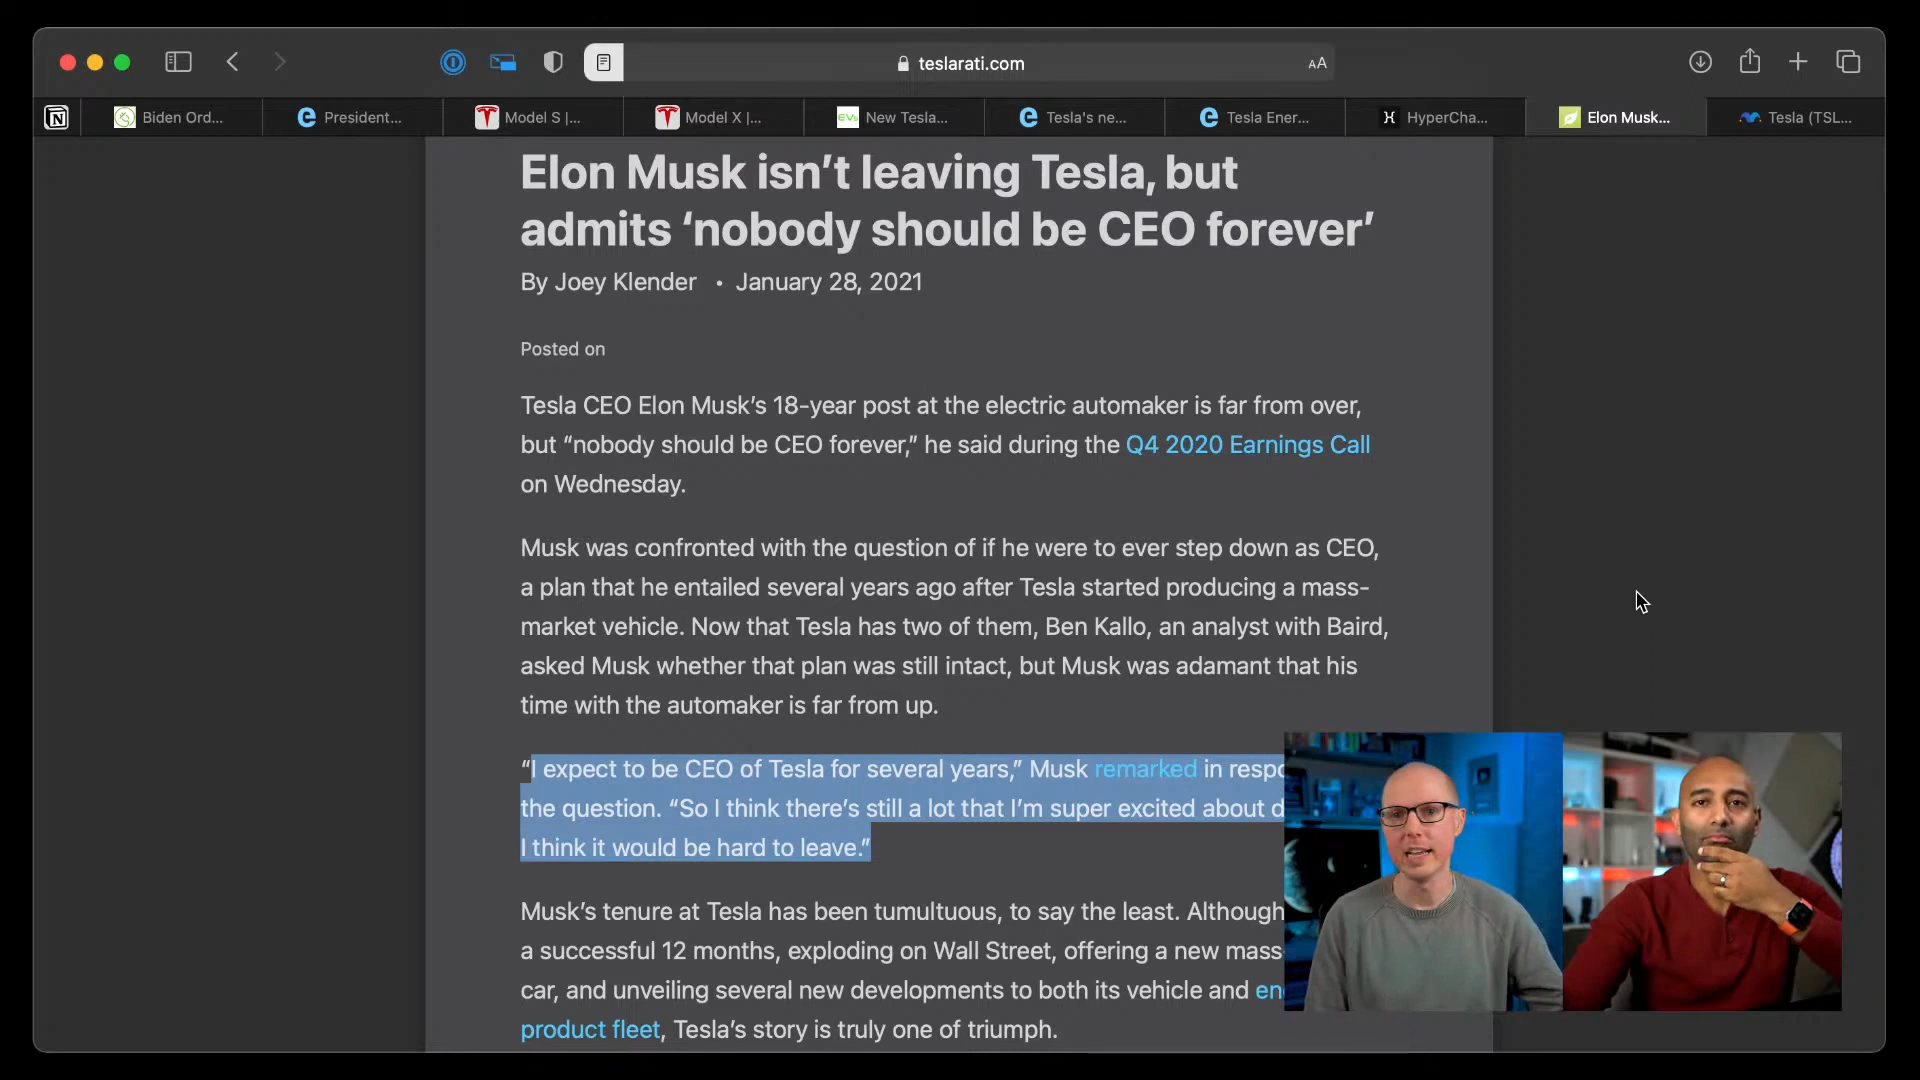 teslarati.com
AA
Biden Ord...
President...
Model S |...
Model X |...
New Tesla...
Tesla's ne...
Tesla Ener...
HyperCha...
Elon Musk...
Tesla (TSL...
Elon Musk isn’t leaving Tesla, but
admits ‘nobody should be CEO forever’
By Joey Klender • January 28, 2021
Posted on
Tesla CEO Elon Musk’s 18-year post at the electric automaker is far from over,
but “nobody should be CEO forever,” he said during the Q4 2020 Earnings Call
on Wednesday.
Musk was confronted with the question of if he were to ever step down as CEO,
a plan that he entailed several years ago after Tesla started producing a mass-
market vehicle. Now that Tesla has two of them, Ben Kallo, an analyst with Baird,
asked Musk whether that plan was still intact, but Musk was adamant that his
time with the automaker is far from up.
“I expect to be CEO of Tesla for several years,” Musk remarked in respo
the question. “So I think there’s still a lot that I’m super excited about d
I think it would be hard to leave.”
Musk’s tenure at Tesla has been tumultuous, to say the least. Although
a successful 12 months, exploding on Wall Street, offering a new mass-
car, and unveiling several new developments to both its vehicle and en
product fleet, Tesla’s story is truly one of triumph.